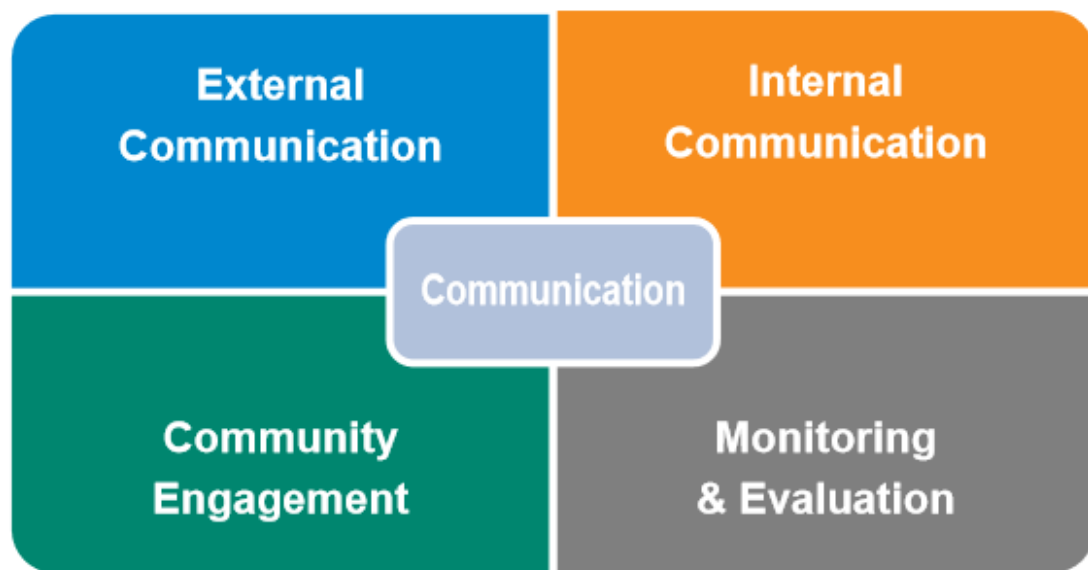 External
Communication
Internal
Communication
Communication
Community
Engagement
Monitoring
& Evaluation